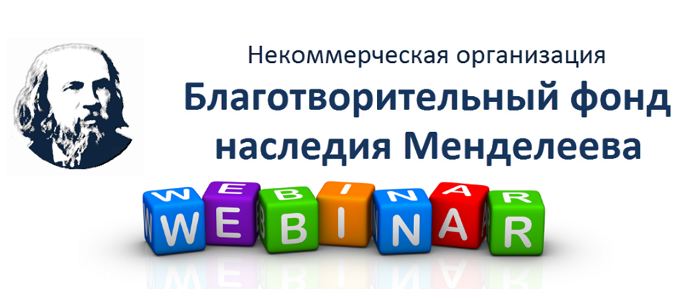 Некоммерческая организация
Благотворительный фонд
наследия Менделеева
WEBINAR
WEBINAR